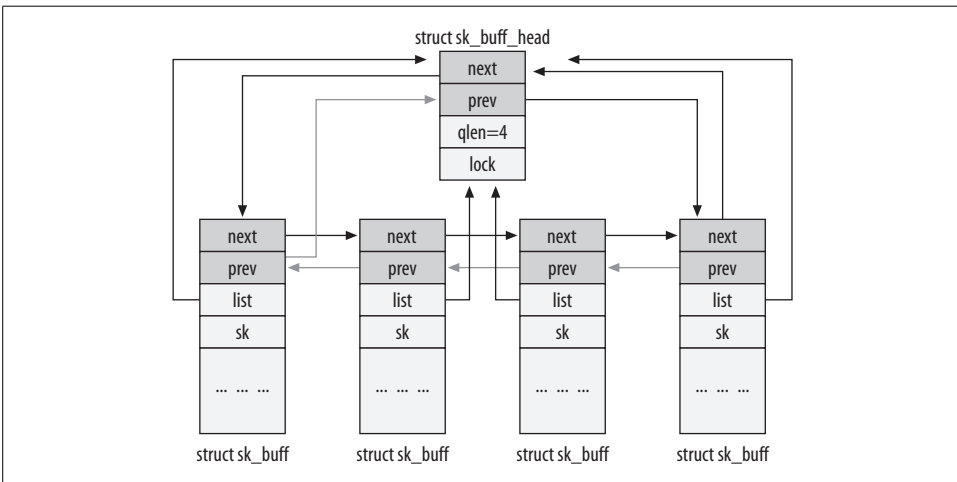 struct sk_buff_head
next
prev
qlen=4
lock
next next next next
prev prev prev prev
list list list list
sk sk sk sk
... ... ... ... ... ... ... ... ... ... ... ...
struct sk_buff struct sk_buff struct sk_buff struct sk_buff